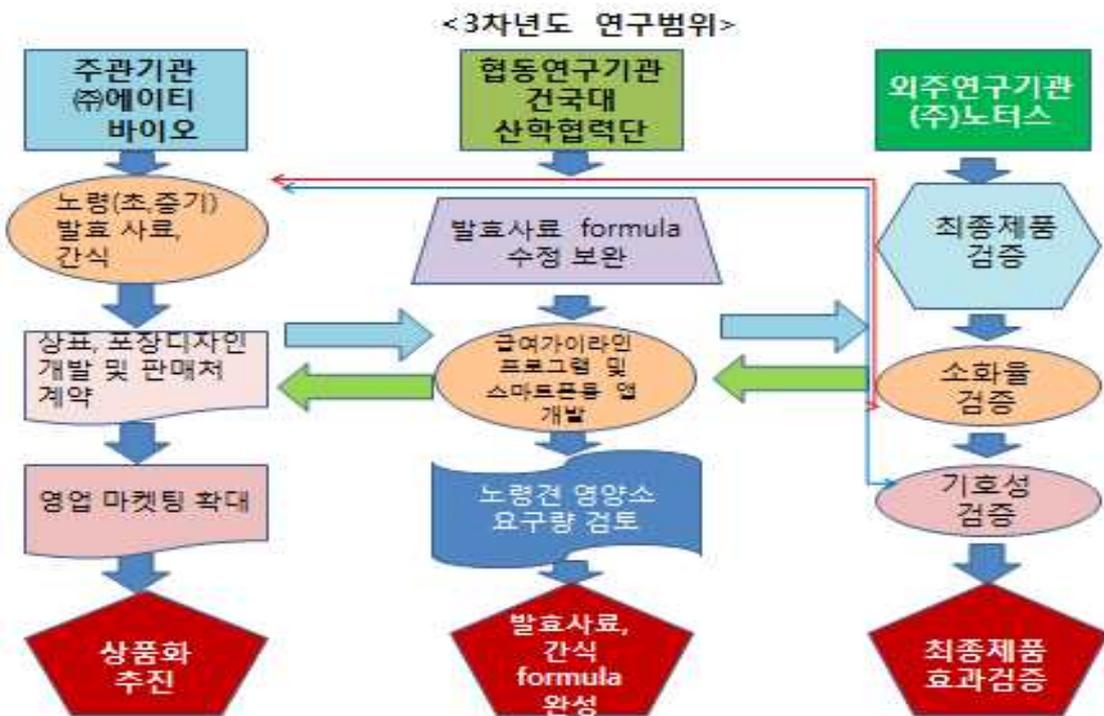 <3차년도 연구범위>
주관기관
㈜에이티
바이오
노령(초,중기)
발효 사료,
간식
상표, 포장디자인
개발 및 판매처
계약
영업 마켓팅 확대
상품화
추진
협동연구기관
건국대
산학협력단
발효사료 formula
수정 보완
급여가이라인
프로그램 및
스마트폰용 앱
개발
노령견 영양소
요구량 검토
발효사료,
간식
formula
완성
외주연구기관
(주)노터스
최종제품
검증
소화율
검증
기호성
검증
최종제품
효과검증